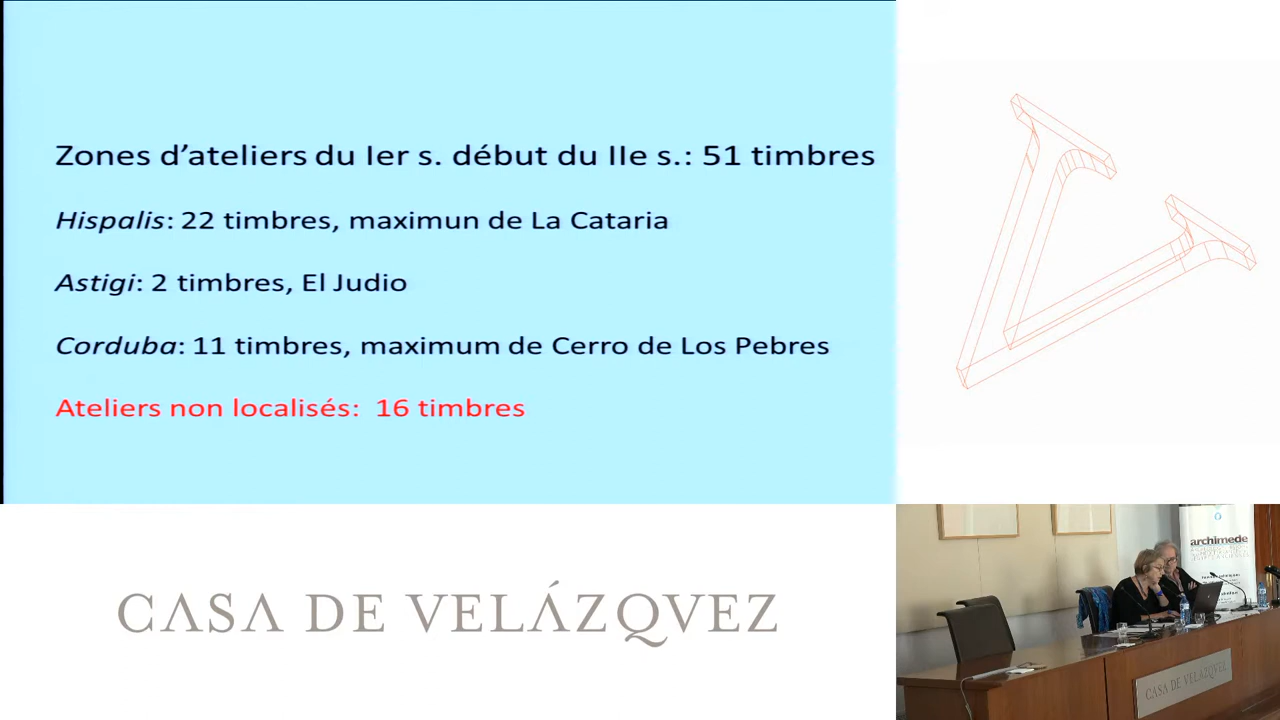 Zones d’ateliers du Ier s. début du IIe s.: 51 timbres
Hispalis: 22 timbres, maximun de La Cataria
Astigi: 2 timbres, El Judio
Corduba: 11 timbres, maximum de Cerro de Los Pebres
Ateliers non localisés: 16 timbres
CASA DE VELÁZQVEZ
archimede
CASA DE VELÁZQVEZ